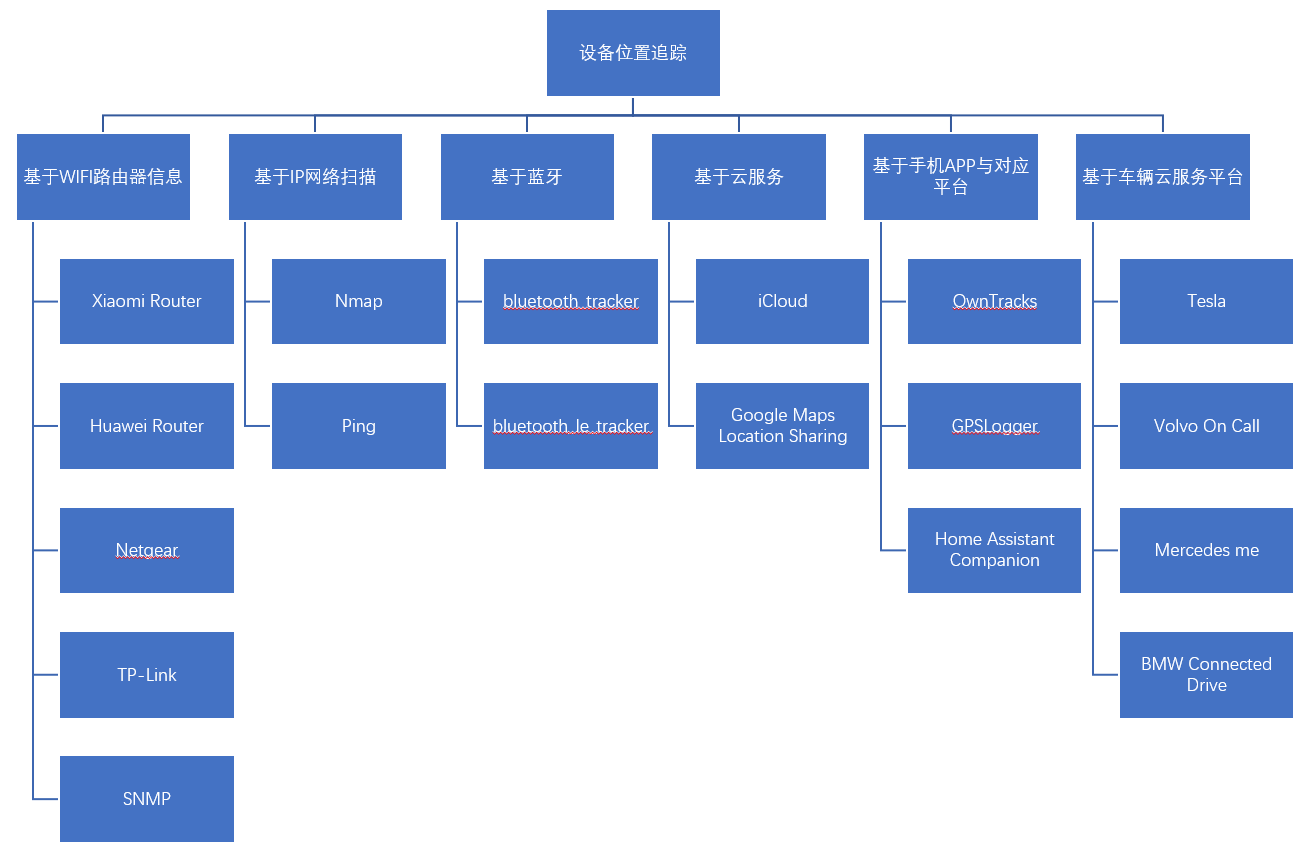 设备位置追踪
基于WIFI路由器信息
基于IP网络扫描
基于蓝牙
基于云服务
基于手机APP与对应
平台
基于车辆云服务平台
Xiaomi Router
Huawei Router
Netgear
TP-Link
SNMP
Nmap
Ping
bluetooth_tracker
bluetooth_le_tracker
iCloud
Google Maps
Location Sharing
OwnTracks
GPSLogger
Home Assistant
Companion
Tesla
Volvo On Call
Mercedes me
BMW Connected
Drive